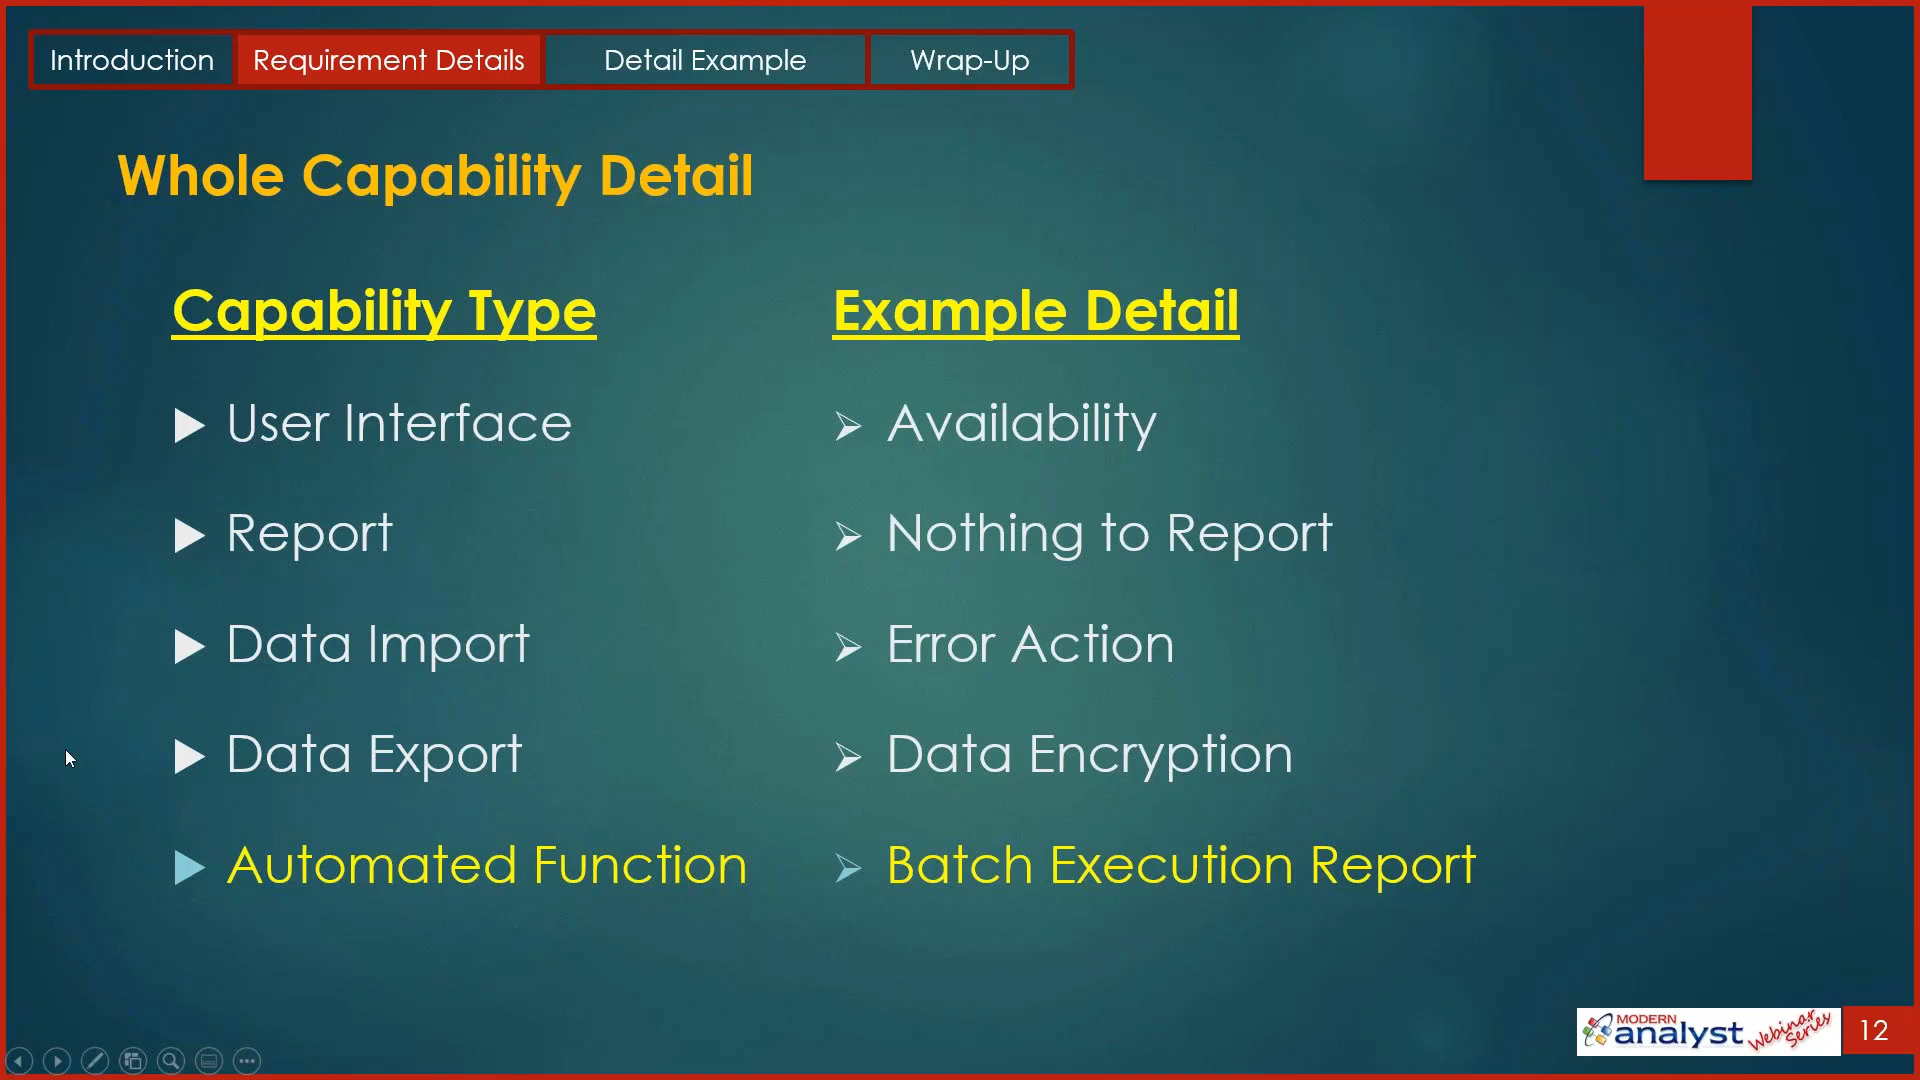 Introduction
Requirement Details
Detail Example
Wrap-Up
Whole Capability Detail
Capability Type
Example Detail
User Interface
Availability
Report
Nothing to Report
Data Import
Error Action
Data Export
Data Encryption
Automated Function
Batch Execution Report
MODERN
analyst
Webinar
Series
12